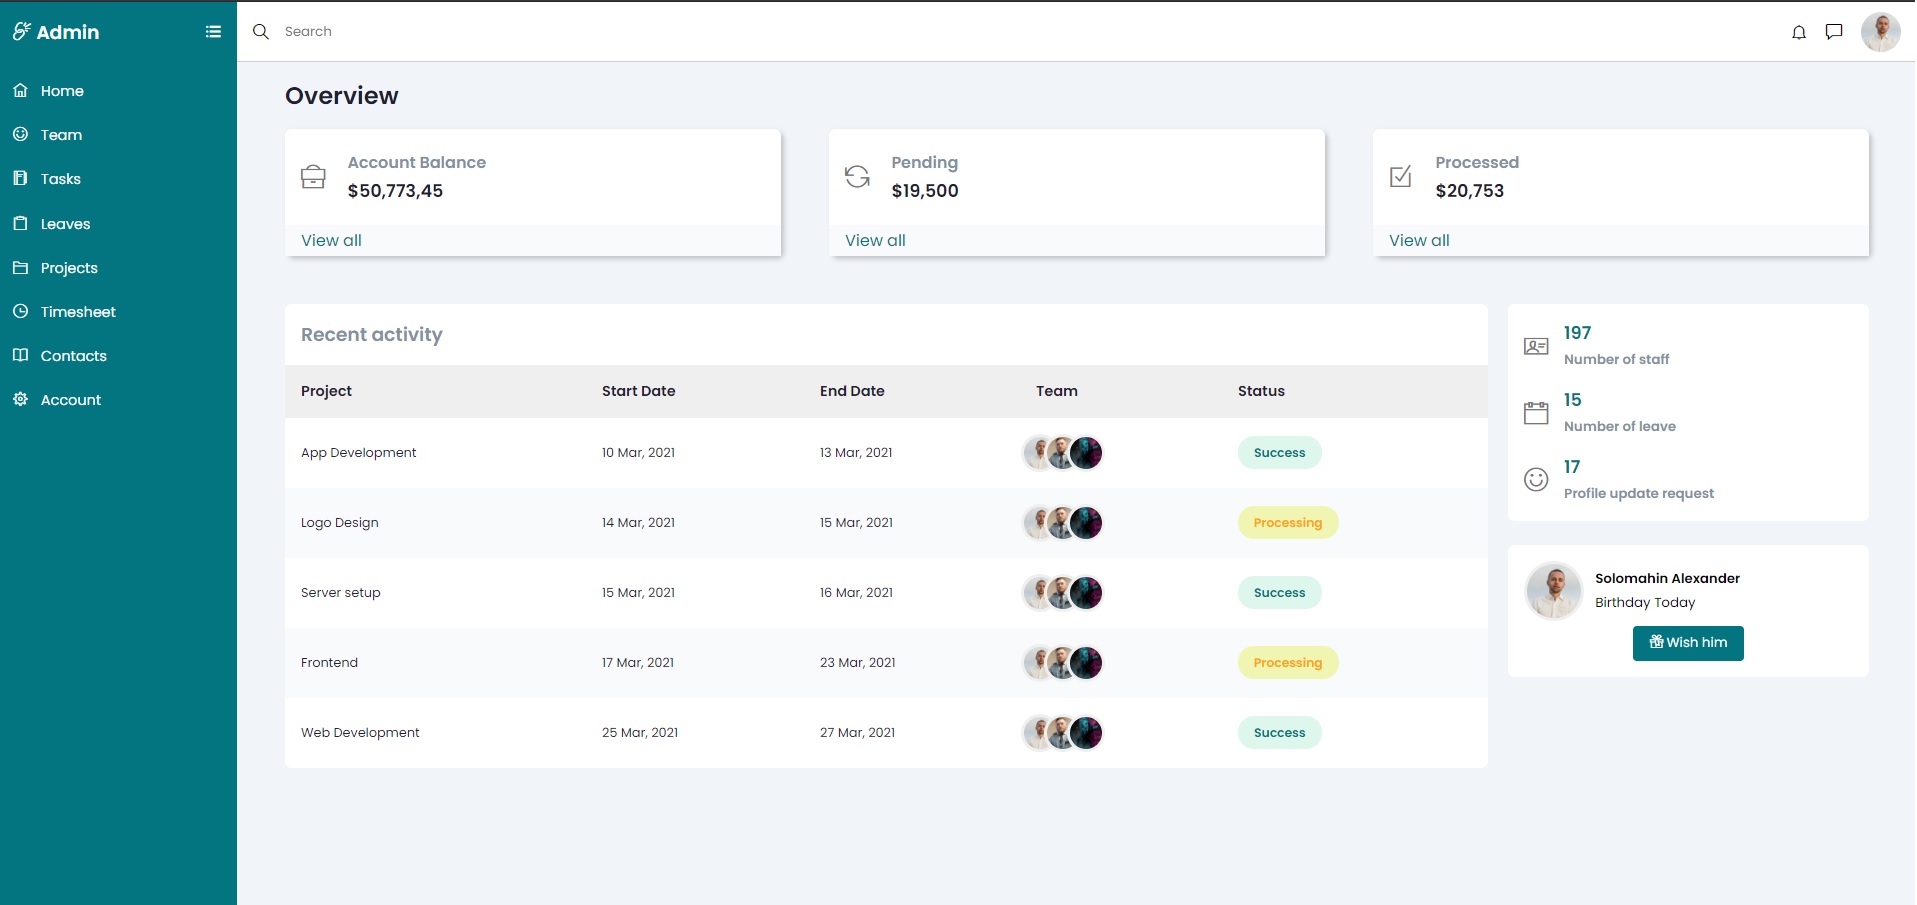 Admin
Search
Home
Team
Tasks
Leaves
Projects
Timesheet
Contacts
Account
Overview
Account Balance
$50,773,45
View all
Pending
$19,500
View all
Processed
$20,753
View all
Recent activity
Project Start Date End Date Team Status
App Development 10 Mar, 2021 13 Mar, 2021 Success
Logo Design 14 Mar, 2021 15 Mar, 2021 Processing
Server setup 15 Mar, 2021 16 Mar, 2021 Success
Frontend 17 Mar, 2021 23 Mar, 2021 Processing
Web Development 25 Mar, 2021 27 Mar, 2021 Success
197
Number of staff
15
Number of leave
17
Profile update request
Solomahin Alexander
Birthday Today
Wish him